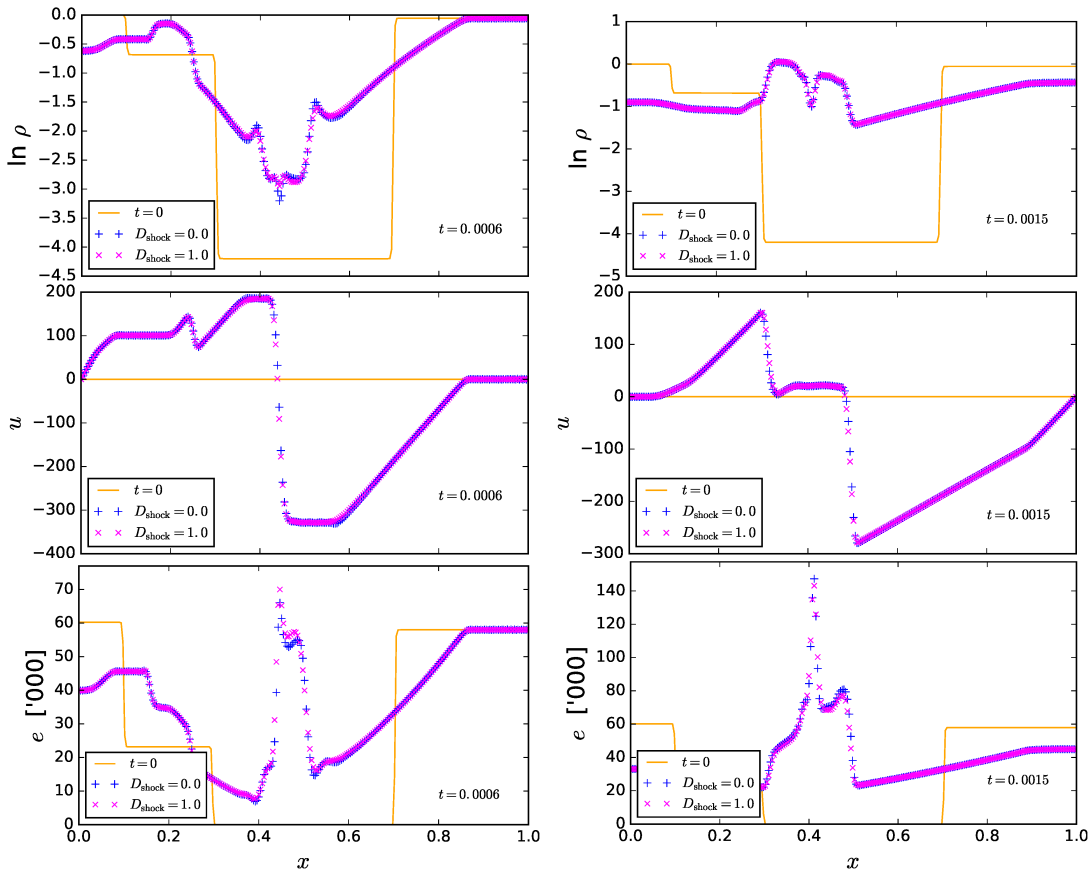 0.0
−0.5
−1.0
−1.5
−2.0
−2.5
−3.0
−3.5
−4.0
−4.5
ln ρ
t=0
D_shock=0.0
D_shock=1.0
t=0.0006
1
0
−1
−2
−3
−4
−5
ln ρ
t=0
D_shock=0.0
D_shock=1.0
t=0.0015
200
100
0
−100
−200
−300
−400
u
t=0
D_shock=0.0
D_shock=1.0
t=0.0006
200
100
0
−100
−200
−300
u
t=0
D_shock=0.0
D_shock=1.0
t=0.0015
70
60
50
40
30
20
10
0
e ['000]
t=0
D_shock=0.0
D_shock=1.0
t=0.0006
0.0 0.2 0.4 0.6 0.8 1.0
x
140
120
100
80
60
40
20
0
e ['000]
t=0
D_shock=0.0
D_shock=1.0
t=0.0015
0.0 0.2 0.4 0.6 0.8 1.0
x